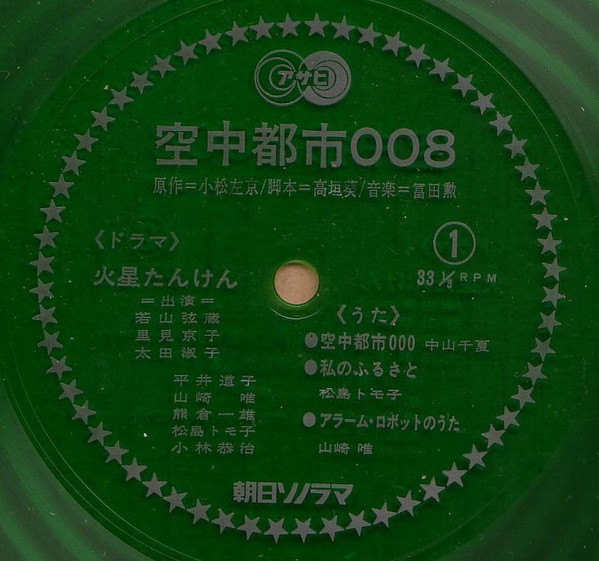 アサヒ
空中都市008
原作=小松左京/脚本=高垣葵/音楽=冨田勲
《ドラマ》
火星たんけん
=出演=
若山弦蔵
里見京子
太田淑子
平井道子
山崎 唯
熊倉一雄
松島トモ子
小林恭治
1
33 1/3 RPM
《うた》
●空中都市000 中山千夏
●私のふるさと
松島トモ子
●アラーム・ロボットのうた
山崎 唯
朝日ソノラマ